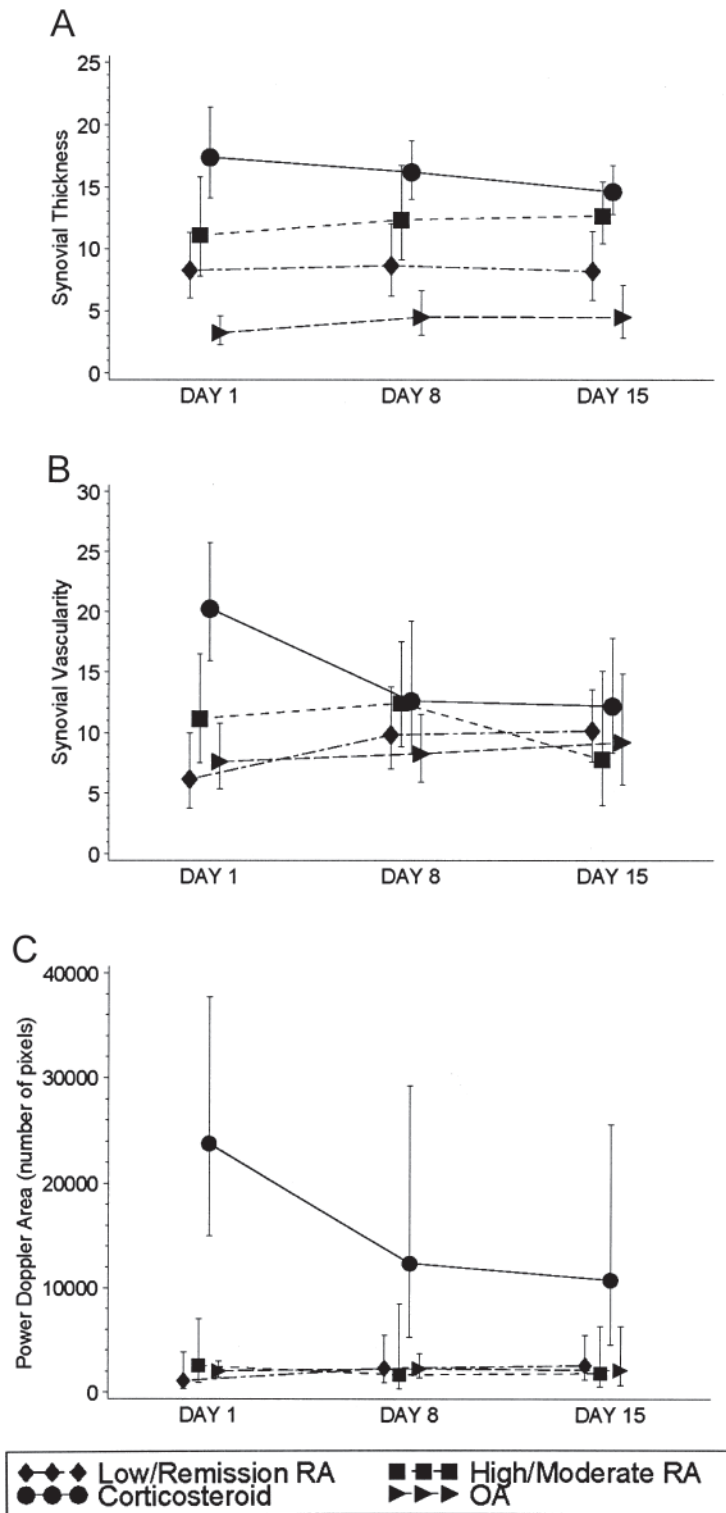 A
Synovial Thickness
25
20
15
10
5
0
DAY 1 DAY 8 DAY 15
B
Synovial Vascularity
30
25
20
15
10
5
0
DAY 1 DAY 8 DAY 15
C
Power Doppler Area (number of pixels)
40000
30000
20000
10000
0
DAY 1 DAY 8 DAY 15
Low/Remission RA High/Moderate RA
Corticosteroid OA